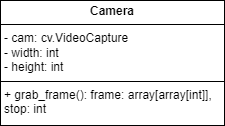 Camera
- cam: cv.VideoCapture
- width: int
- height: int
+ grab_frame(): frame: array[array[int]],
stop: int